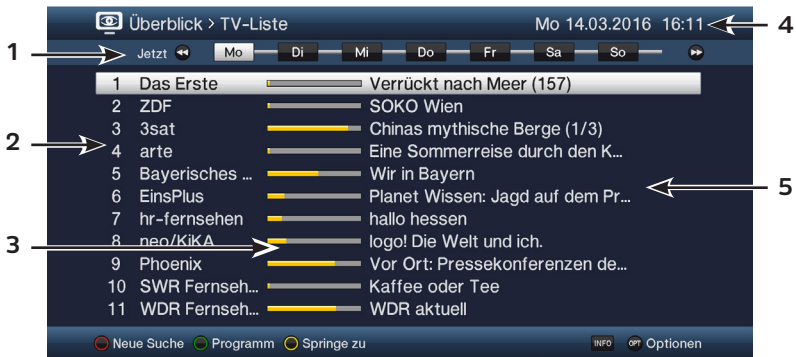 Überblick > TV-Liste Mo 14.03.2016 16:11 4
1 Jetzt Mo Di Mi Do Fr Sa So
1 Das Erste Verrückt nach Meer (157)
2 ZDF SOKO Wien
3 3sat Chinas mythische Berge (1/3)
2
4 arte Eine Sommerreise durch den K...
5 Bayerisches ... Wir in Bayern
6 EinsPlus Planet Wissen: Jagd auf dem Pr...
5
7 hr-fernsehen hallo hessen
3
8 neo/KiKA logo! Die Welt und ich.
9 Phoenix Vor Ort: Pressekonferenzen de...
10 SWR Fernseh... Kaffee oder Tee
11 WDR Fernseh... WDR aktuell
Neue Suche Programm Springe zu INFO OPT Optionen